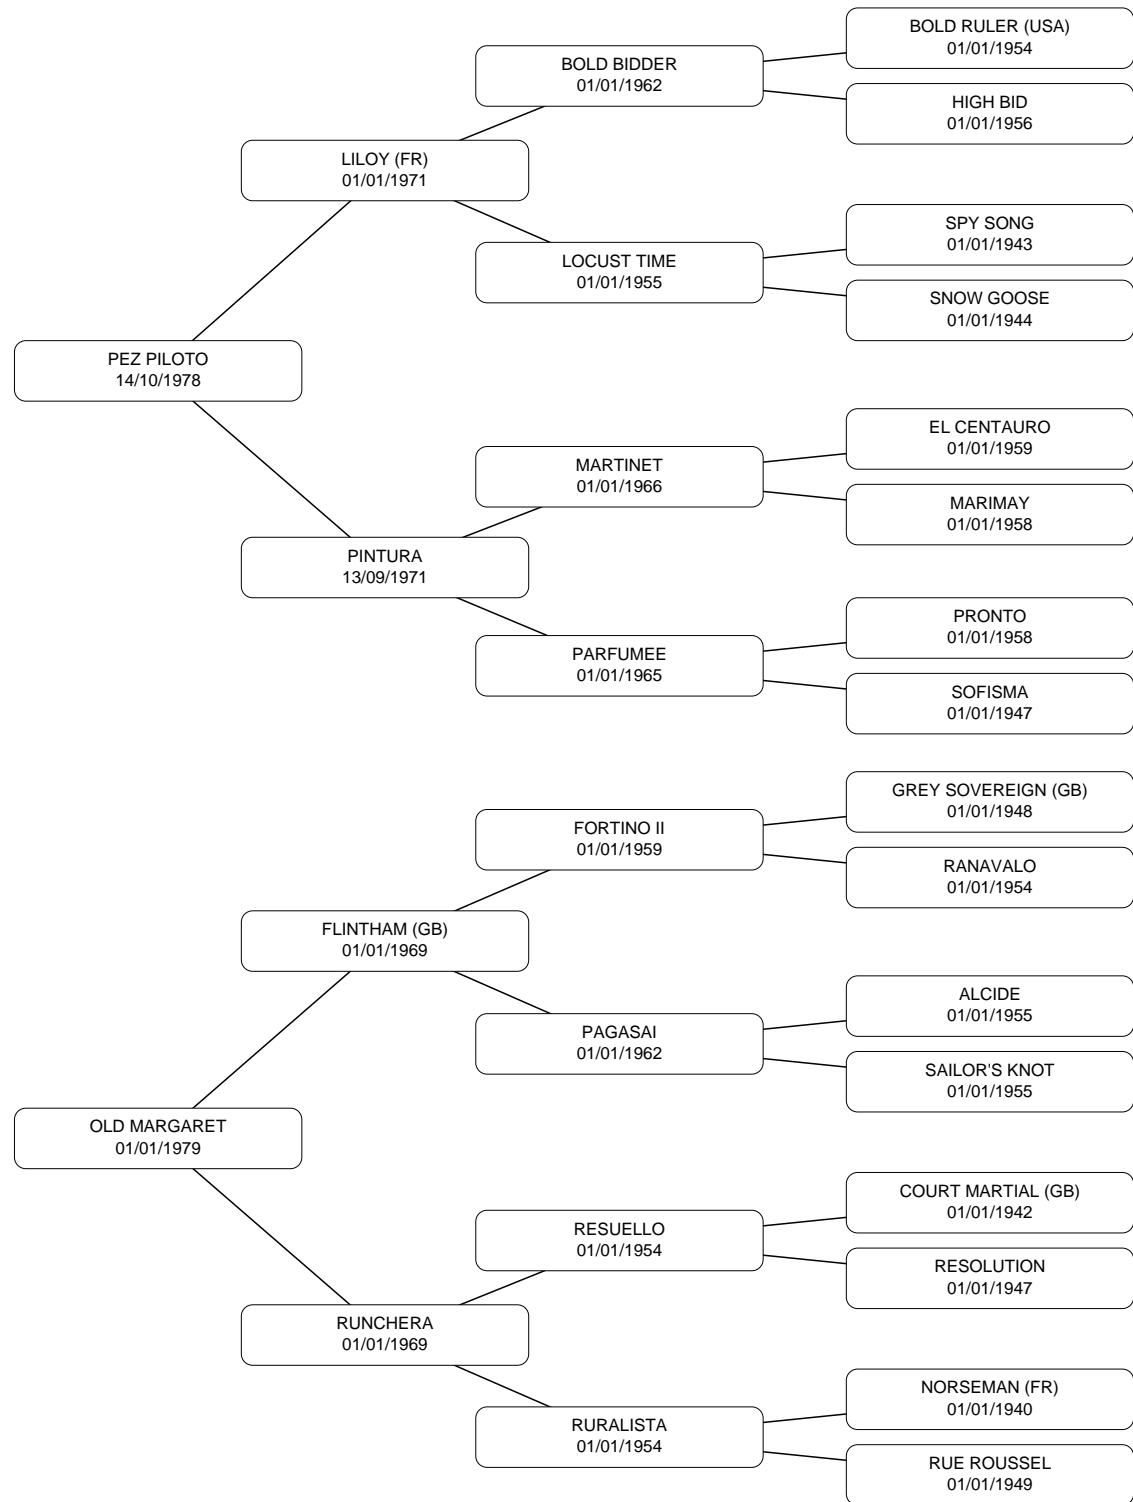 BOLD RULER (USA)
01/01/1954
BOLD BIDDER
01/01/1962
HIGH BID
01/01/1956
LILOY (FR)
01/01/1971
SPY SONG
01/01/1943
LOCUST TIME
01/01/1955
SNOW GOOSE
01/01/1944
PEZ PILOTO
14/10/1978
EL CENTAURO
01/01/1959
MARTINET
01/01/1966
MARIMAY
01/01/1958
PINTURA
13/09/1971
PRONTO
01/01/1958
PARFUMEE
01/01/1965
SOFISMA
01/01/1947
GREY SOVEREIGN (GB)
01/01/1948
FORTINO II
01/01/1959
RANAVALO
01/01/1954
FLINTHAM (GB)
01/01/1969
ALCIDE
01/01/1955
PAGASAI
01/01/1962
SAILOR'S KNOT
01/01/1955
OLD MARGARET
01/01/1979
COURT MARTIAL (GB)
01/01/1942
RESUELLO
01/01/1954
RESOLUTION
01/01/1947
RUNCHERA
01/01/1969
NORSEMAN (FR)
01/01/1940
RURALISTA
01/01/1954
RUE ROUSSEL
01/01/1949